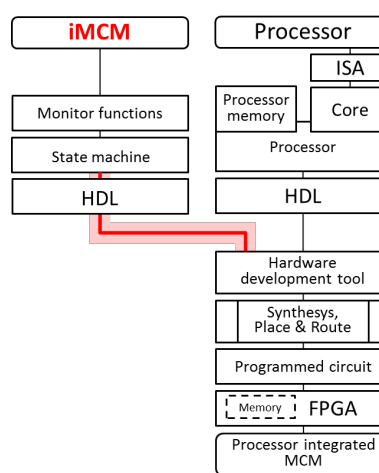 iMCM
Monitor functions
State machine
HDL
Processor
ISA
Processor
memory
Core
Processor
HDL
Hardware
development tool
Synthesys,
Place & Route
Programmed circuit
Memory
FPGA
Processor integrated
MCM